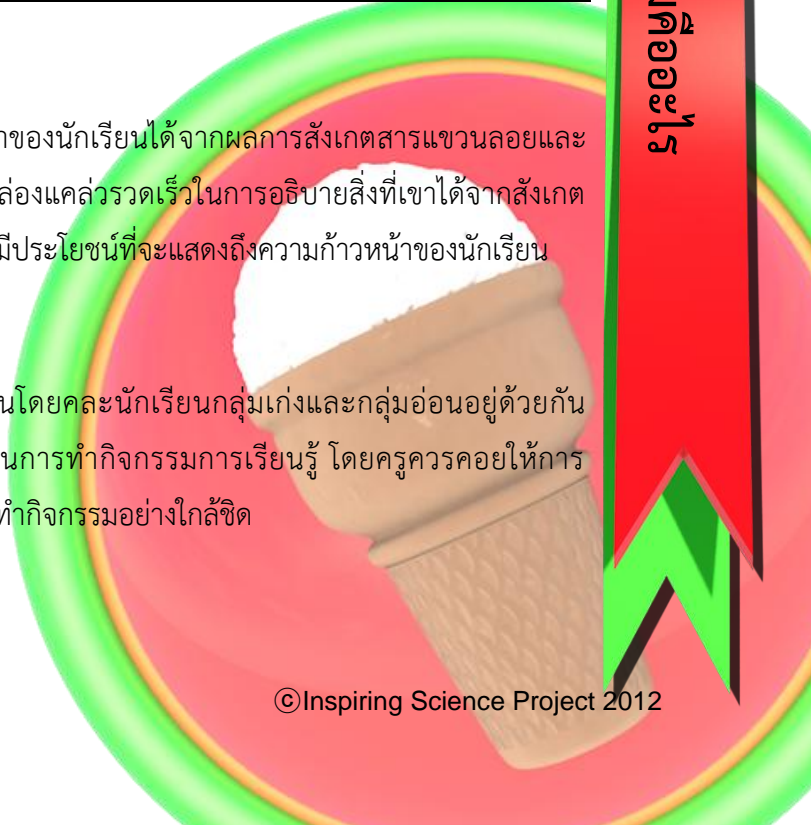 าของนักเรียนได้จากผลการสังเกตสารแขวนลอยและ
ล่องแคล่วรวดเร็วในการอธิบายสิ่งที่เขาได้จากสังเกต
มีประโยชน์ที่จะแสดงถึงความก้าวหน้าของนักเรียน
นโดยคละนักเรียนกลุ่มเก่งและกลุ่มอ่อนอยู่ด้วยกัน
นการทำกิจกรรมการเรียนรู้ โดยครูควรคอยให้การ
ทำกิจกรรมอย่างใกล้ชิด
คืออะไร
©Inspiring Science Project 2012